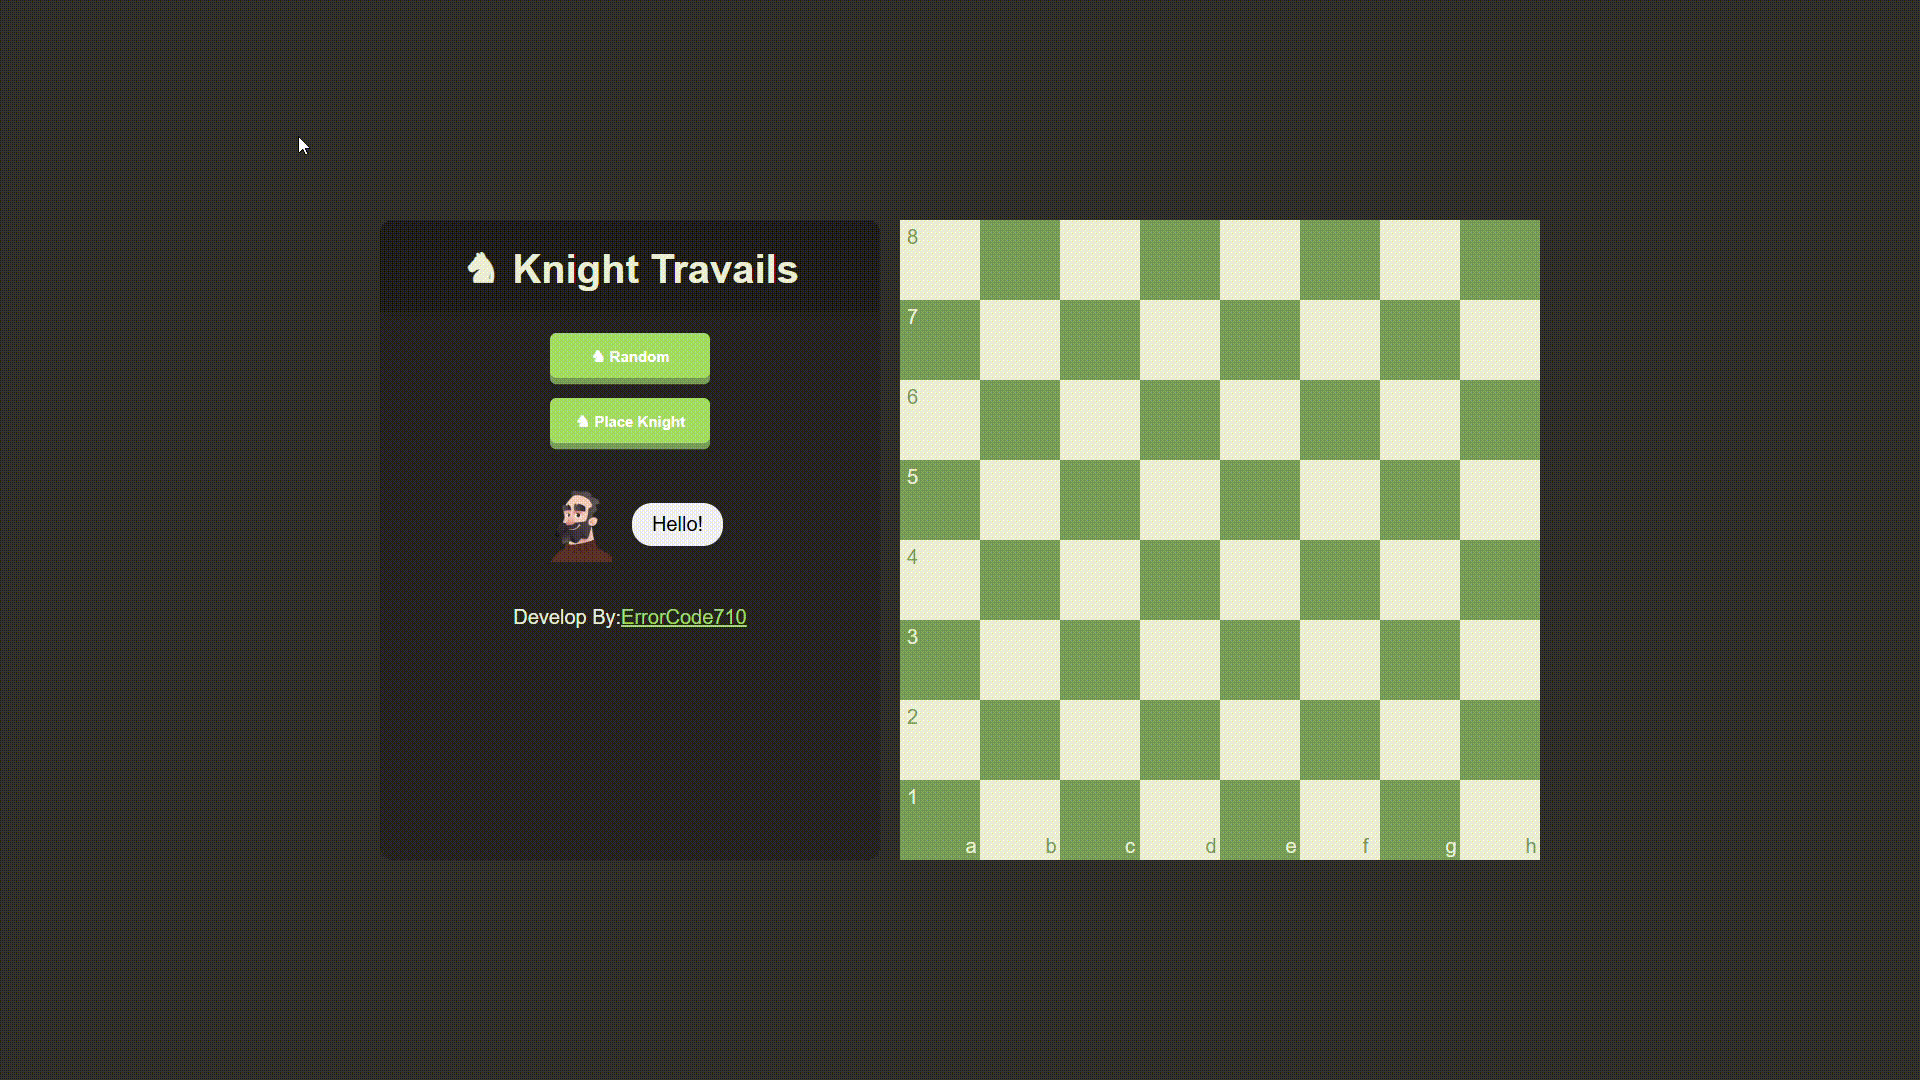 ♞ Knight Travails
♞ Random
♞ Place Knight
Hello!
Develop By:ErrorCode710
8
7
6
5
4
3
2
1
a b c d e f g h